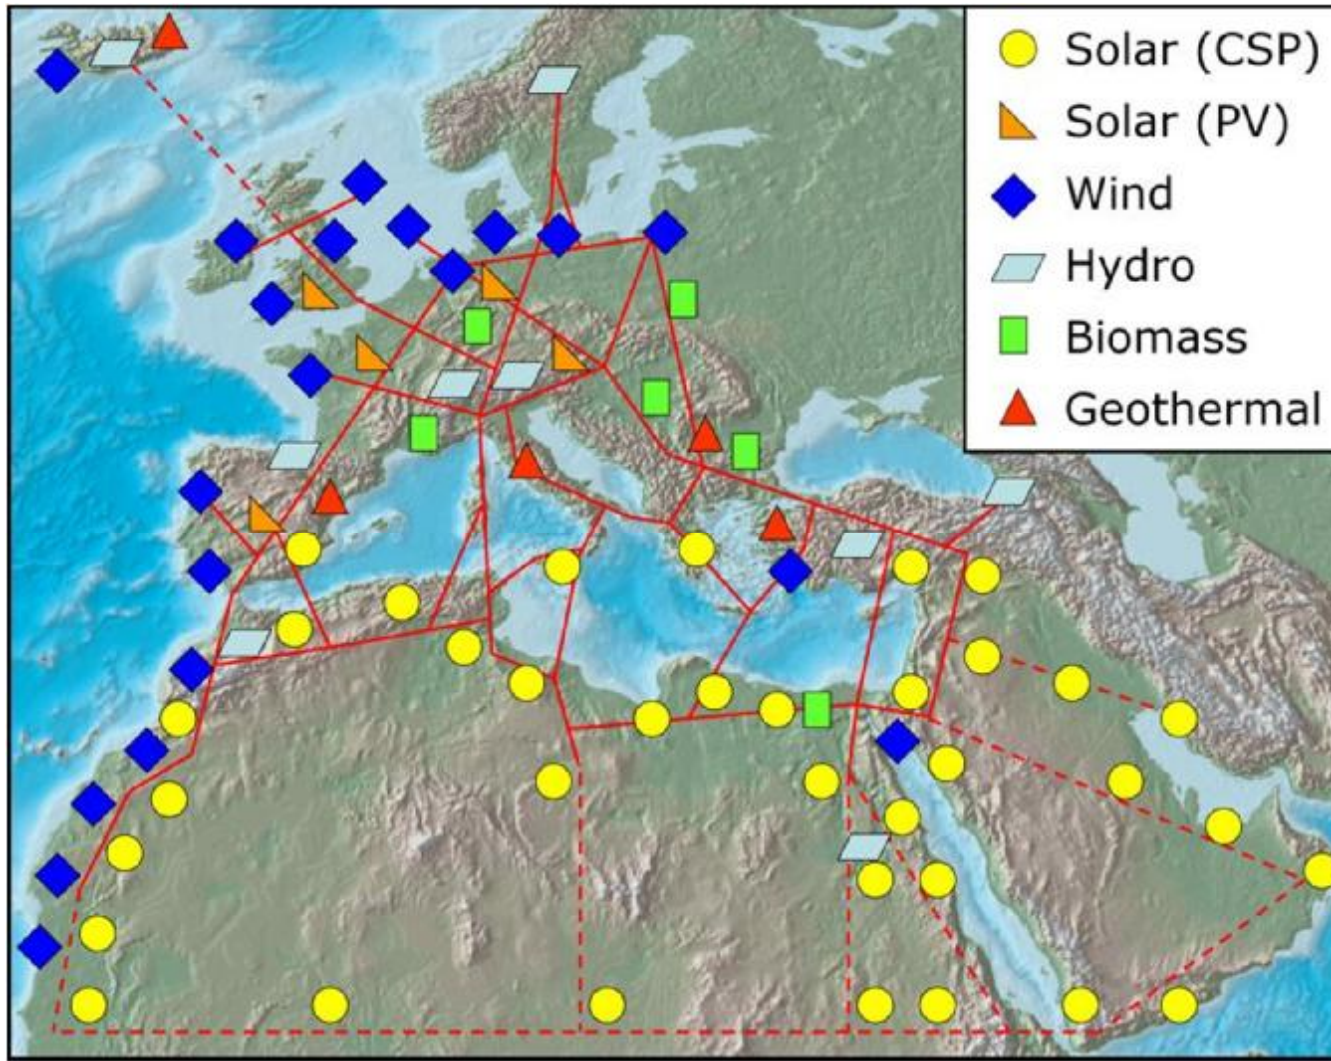 Solar (CSP)
Solar (PV)
Wind
Hydro
Biomass
Geothermal